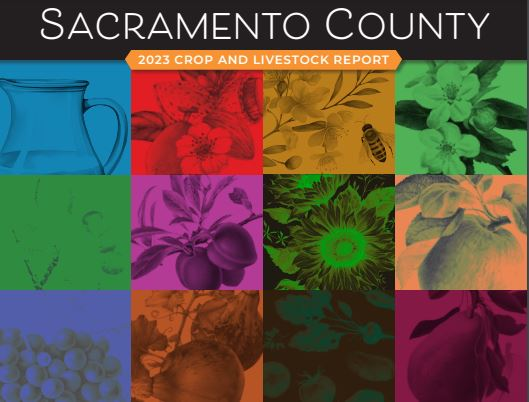 SACRAMENTO COUNTY
2023 CROP AND LIVESTOCK REPORT